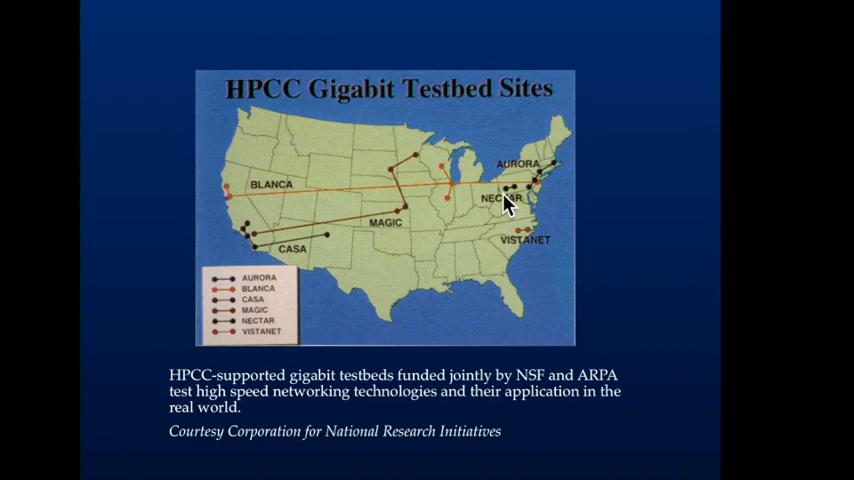 HPCC Gigabit Testbed Sites
AURORA
BLANCA
NECTAR
MAGIC
VISTANET
CASA
AURORA
BLANCA
CASA
MAGIC
NECTAR
VISTANET
HPCC-supported gigabit testbeds funded jointly by NSF and ARPA
test high speed networking technologies and their application in the
real world.
Courtesy Corporation for National Research Initiatives